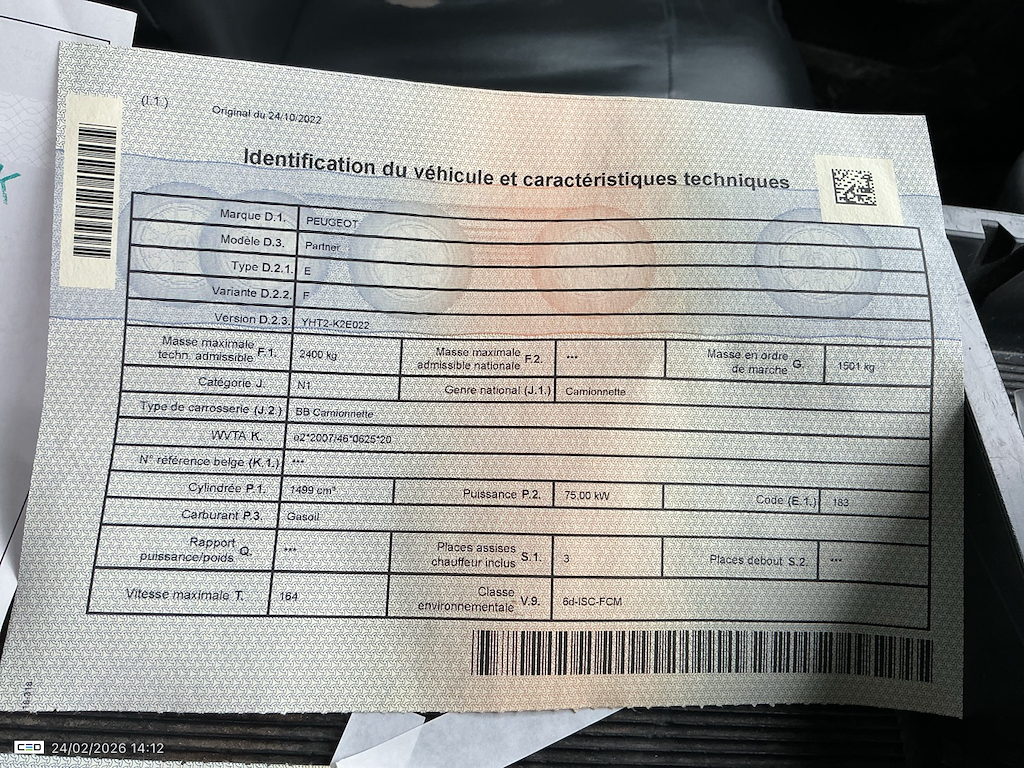 (I.1.)
Original du 24/10/2022
Identification du véhicule et caractéristiques techniques
Marque D.1. PEUGEOT
Modèle D.3. Partner
Type D.2.1. E
Variante D.2.2. F
Version D.2.3. YHT2-K2E022
Masse maximale techn. admissible F.1. 2400 kg Masse maximale admissible nationale F.2. *** Masse en ordre de marche G. 1501 kg
Catégorie J. N1 Genre national (J.1.) Camionnette
Type de carrosserie (J.2.) BB Camionnette
WVTA K. e2*2007/46*0625*20
N° référence belge (K.1.) ***
Cylindrée P.1. 1499 cm³ Puissance P.2. 75.00 kW Code (E.1.) 183
Carburant P.3. Gasoil
Rapport puissance/poids Q. *** Places assises chauffeur inclus S.1. 3 Places debout S.2. ***
Vitesse maximale T. 164 Classe environnementale V.9. 6d-ISC-FCM
CEO 24/02/2026 14:12